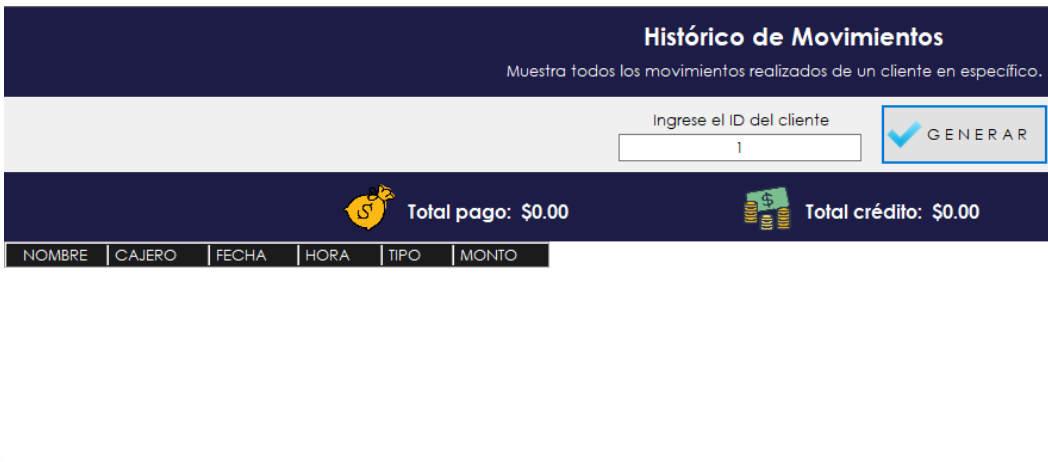 Histórico de Movimientos
Muestra todos los movimientos realizados de un cliente en específico.
Ingrese el ID del cliente
1
GENERAR
Total pago: $0.00
Total crédito: $0.00
NOMBRE CAJERO FECHA HORA TIPO MONTO